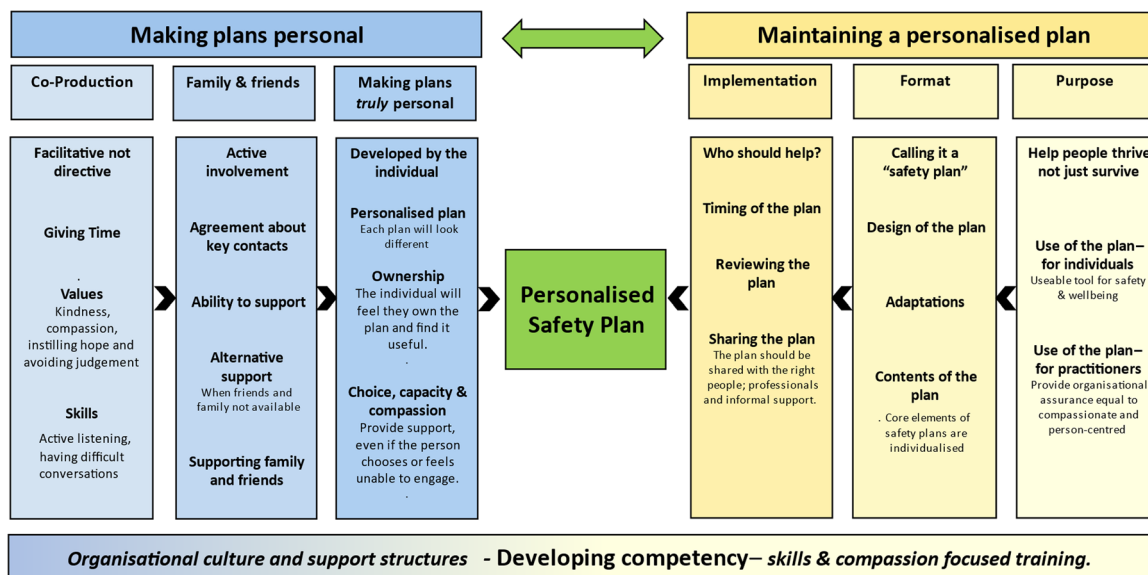 Making plans personal
Maintaining a personalised plan
Co-Production
Family & friends
Making plans
truly personal
Implementation
Format
Purpose
Facilitative not
directive
Giving Time
.
Values
Kindness,
compassion,
instilling hope and
avoiding judgement
Skills
Active listening,
having difficult
conversations
Active
involvement
Agreement about
key contacts
Ability to support
Alternative
support
When friends and
family not available
Supporting family
and friends
Developed by the
individual
Personalised plan
Each plan will look
different
Ownership
The individual will
feel they own the
plan and find it
useful.
.
Choice, capacity &
compassion
Provide support,
even if the person
chooses or feels
unable to engage.
.
Personalised
Safety Plan
Who should help?
Timing of the plan
Reviewing the
plan
Sharing the plan
The plan should be
shared with the right
people; professionals
and informal support.
Calling it a
“safety plan”
Design of the plan
Adaptations
Contents of the
plan
. Core elements of
safety plans are
individualised
Help people thrive
not just survive
Use of the plan–
for individuals
Useable tool for safety
& wellbeing
Use of the plan–
for practitioners
Provide organisational
assurance equal to
compassionate and
person-centred
Organisational culture and support structures - Developing competency– skills & compassion focused training.